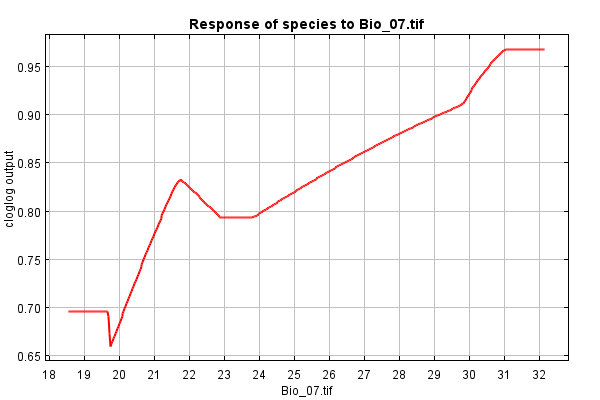 Response of species to Bio_07.tif
cloglog output
0.95
0.90
0.85
0.80
0.75
0.70
0.65
18 19 20 21 22 23 24 25 26 27 28 29 30 31 32
Bio_07.tif